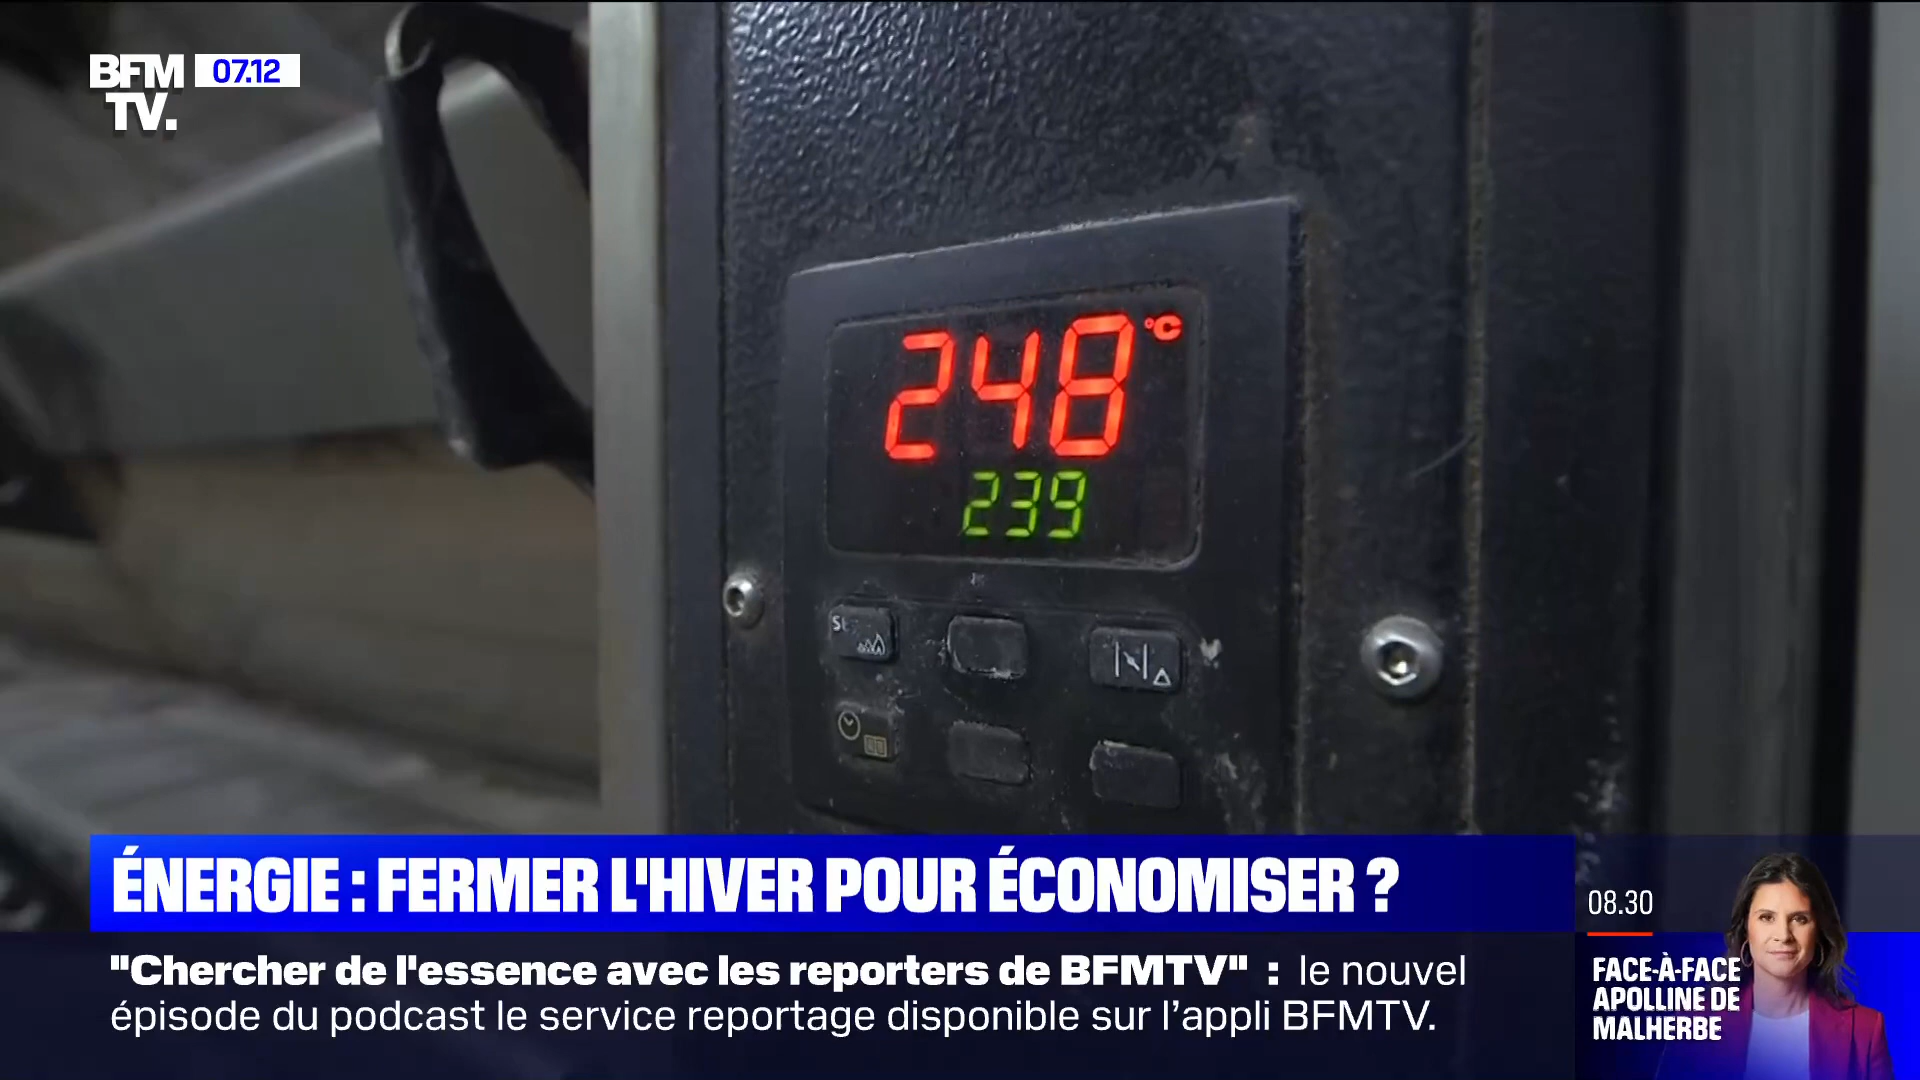 BFM
TV.
07.12
248 °C
239
ÉNERGIE : FERMER L'HIVER POUR ÉCONOMISER ?
"Chercher de l'essence avec les reporters de BFMTV" : le nouvel
épisode du podcast le service reportage disponible sur l’appli BFMTV.
08.30
FACE-À-FACE
APOLLINE DE
MALHERBE